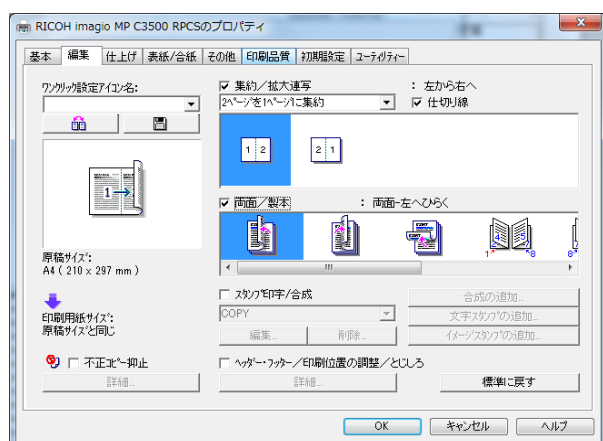 RICOH imagio MP C3500 RPCSのプロパティ
基本 編集 仕上げ 表紙/合紙 その他 印刷品質 初期設定 ユーティリティー
ワンクリック設定アイコン名:
集約/拡大連写 : 左から右へ
2ページを1ページに集約 仕切り線
1 2 2 1
1→2
両面/製本 : 両面-左へひらく
原稿サイズ:
A4 ( 210 x 297 mm )
スタンプ印字/合成 合成の追加...
印刷用紙サイズ: COPY 文字スタンプの追加...
原稿サイズと同じ 編集... 削除... イメージスタンプの追加...
不正コピー抑止 ヘッダー・フッター/印刷位置の調整/とじしろ
詳細... 詳細... 標準に戻す
OK キャンセル ヘルプ